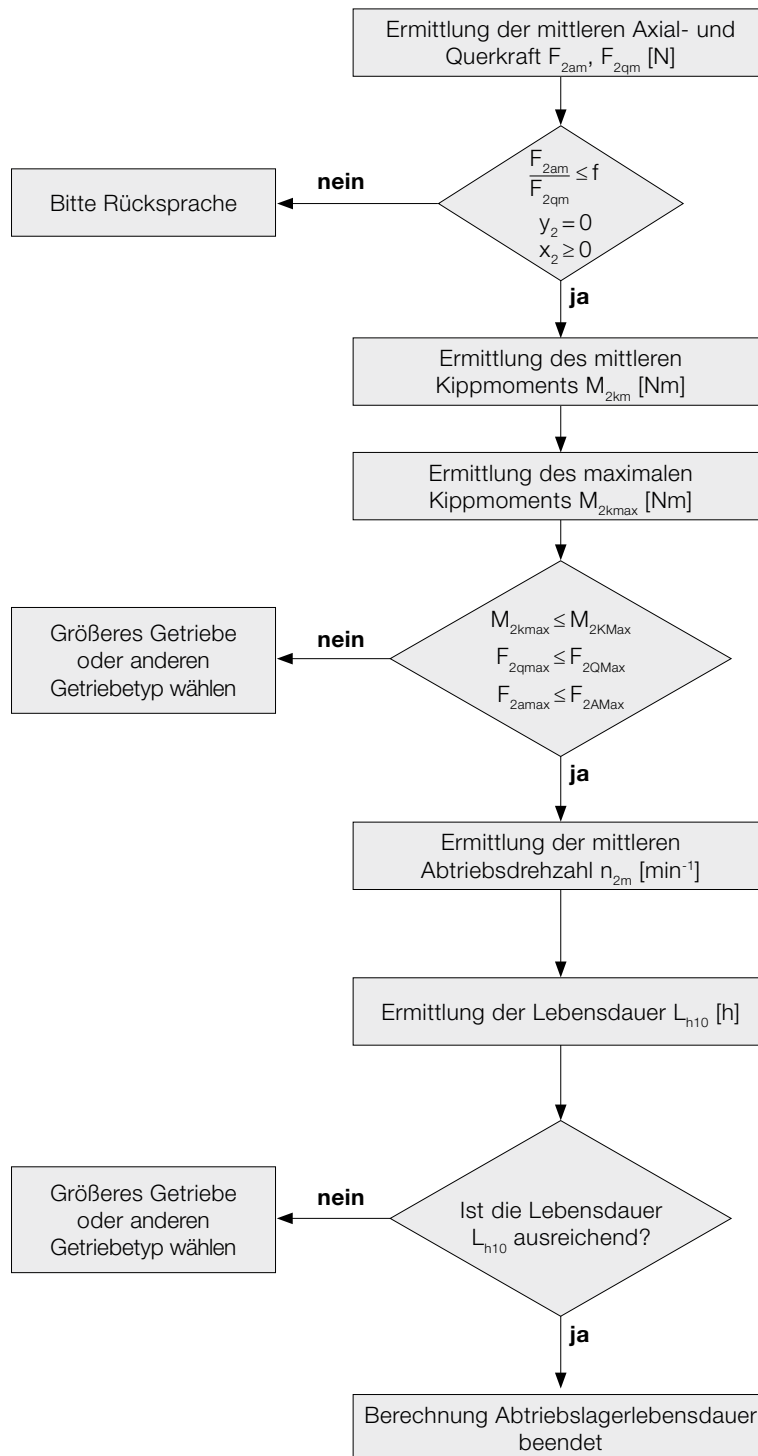 Ermittlung der mittleren Axial- und
Querkraft F₂ₐₘ, F₂qₘ [N]
F₂ₐₘ
F₂qₘ
≤ f
y₂ = 0
x₂ ≥ 0
nein
Bitte Rücksprache
ja
Ermittlung des mittleren
Kippmoments M₂ₖₘ [Nm]
Ermittlung des maximalen
Kippmoments M₂ₖₘₐₓ [Nm]
M₂ₖₘₐₓ ≤ M₂KMax
F₂qₘₐₓ ≤ F₂QMax
F₂ₐₘₐₓ ≤ F₂AMax
nein
Größeres Getriebe
oder anderen
Getriebetyp wählen
ja
Ermittlung der mittleren
Abtriebsdrehzahl n₂ₘ [min⁻¹]
Ermittlung der Lebensdauer Lₕ₁₀ [h]
Ist die Lebensdauer
Lₕ₁₀ ausreichend?
nein
Größeres Getriebe
oder anderen
Getriebetyp wählen
ja
Berechnung Abtriebslagerlebensdauer
beendet